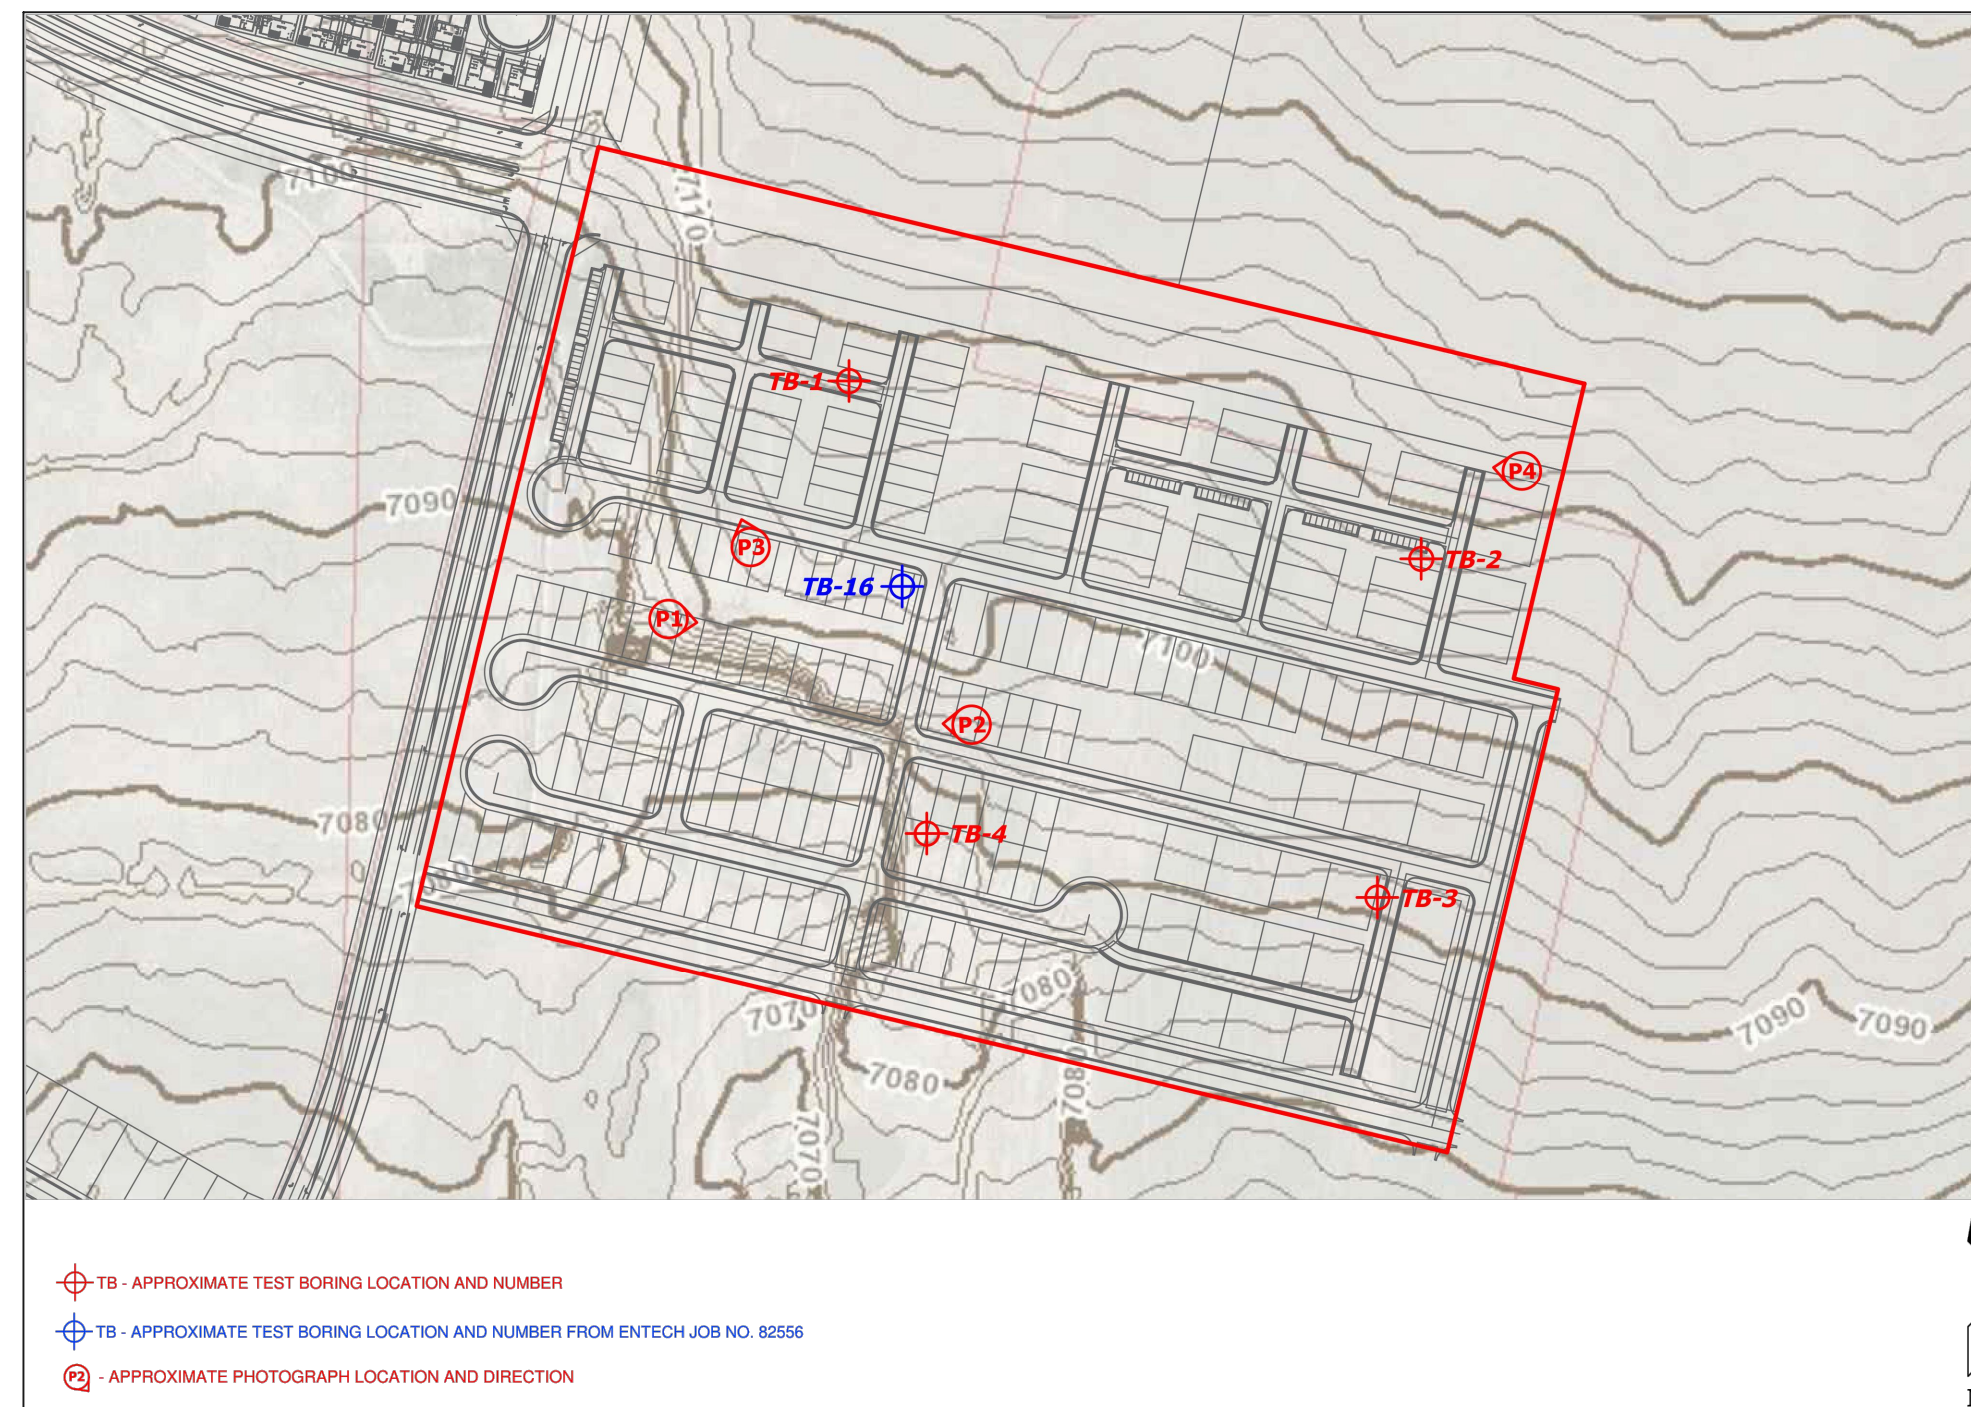 7100
7110
TB-1
P4
7090
P3
TB-2
TB-16
P1
7100
P2
7080
TB-4
7080
TB-3
7080
7070
7090
7090
7080
7080
7070
TB - APPROXIMATE TEST BORING LOCATION AND NUMBER
TB - APPROXIMATE TEST BORING LOCATION AND NUMBER FROM ENTECH JOB NO. 82556
P2 - APPROXIMATE PHOTOGRAPH LOCATION AND DIRECTION